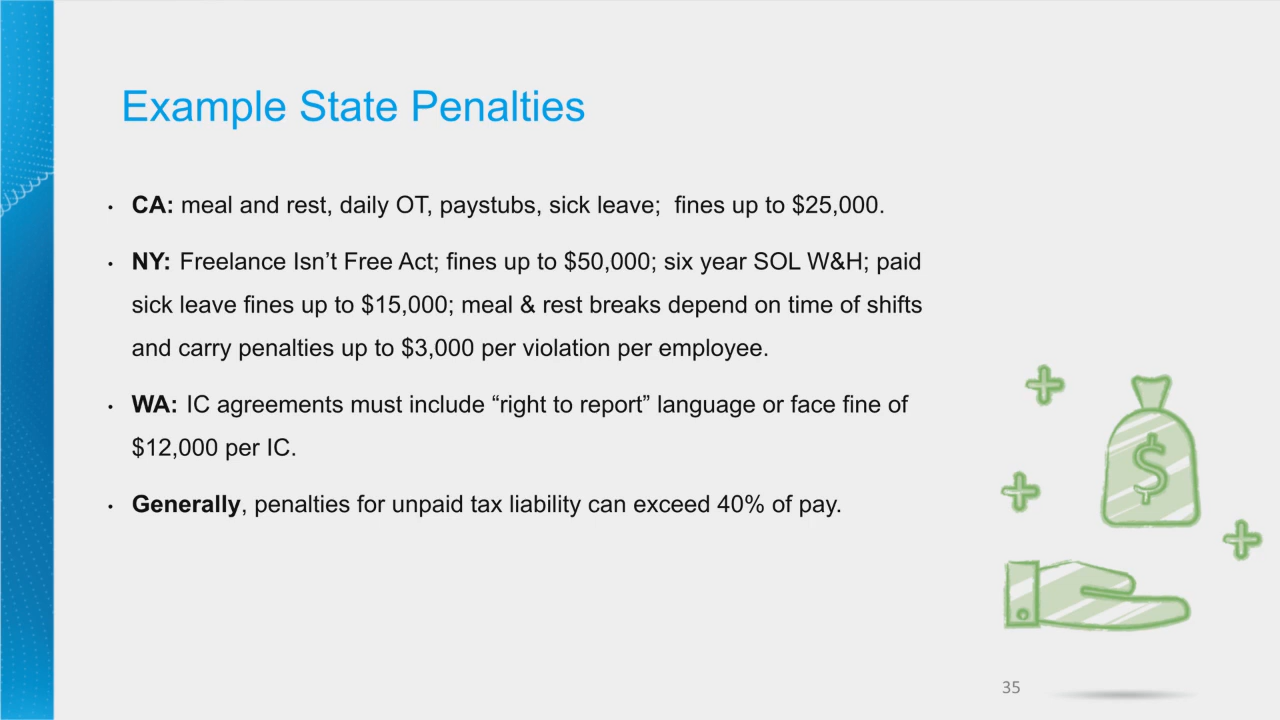 Example State Penalties
• CA: meal and rest, daily OT, paystubs, sick leave;  fines up to $25,000.
• NY: Freelance Isn’t Free Act; fines up to $50,000; six year SOL W&H; paid
sick leave fines up to $15,000; meal & rest breaks depend on time of shifts
and carry penalties up to $3,000 per violation per employee.
• WA: IC agreements must include “right to report” language or face fine of
$12,000 per IC.
• Generally, penalties for unpaid tax liability can exceed 40% of pay.
$
35